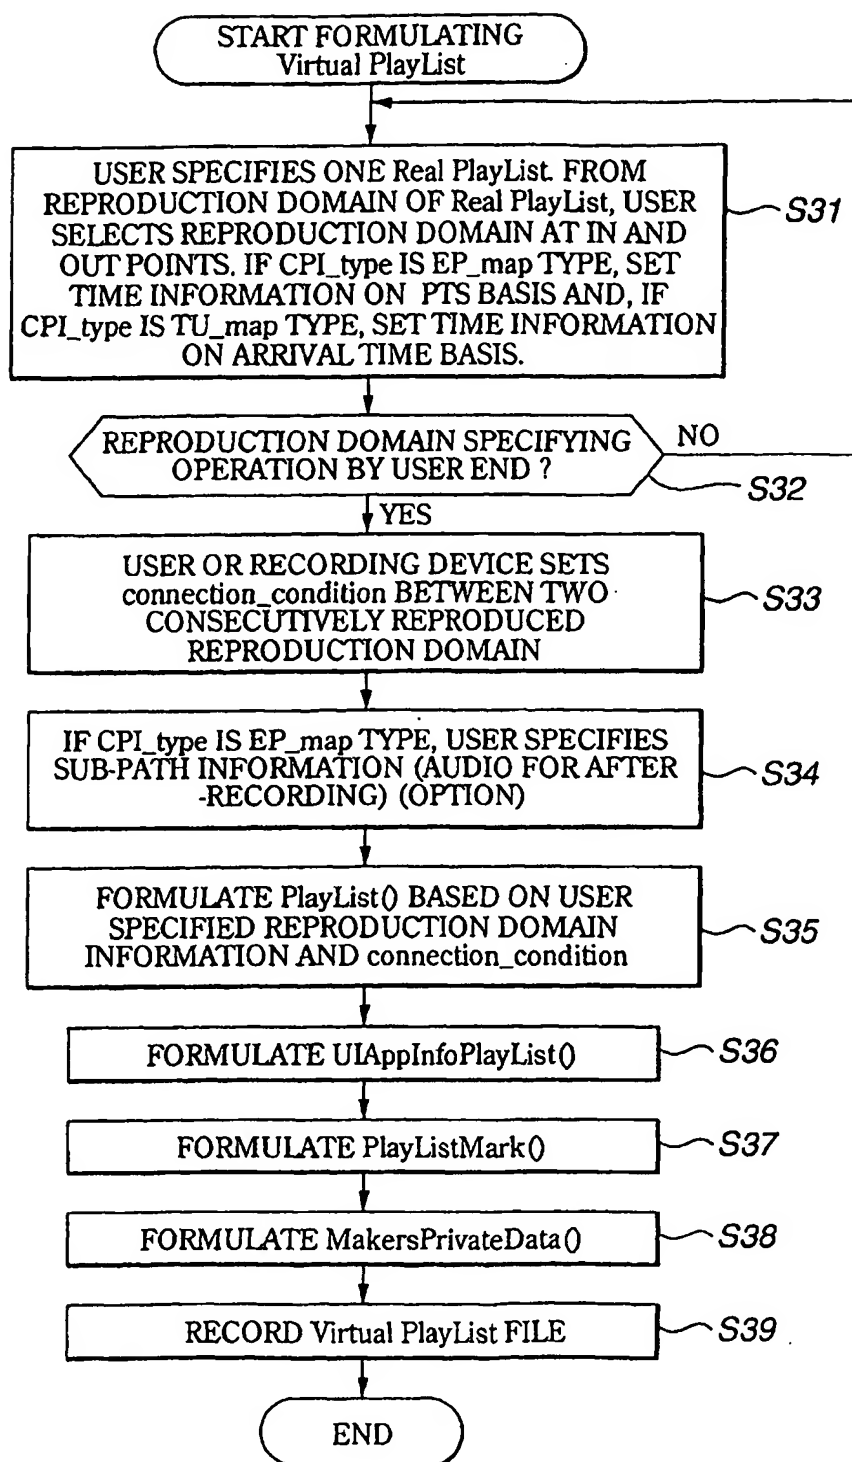 START FORMULATING
Virtual PlayList
USER SPECIFIES ONE Real PlayList. FROM
REPRODUCTION DOMAIN OF Real PlayList, USER
SELECTS REPRODUCTION DOMAIN AT IN AND
OUT POINTS. IF CPI_type IS EP_map TYPE, SET
TIME INFORMATION ON PTS BASIS AND, IF
CPI_type IS TU_map TYPE, SET TIME INFORMATION
ON ARRIVAL TIME BASIS.
S31
REPRODUCTION DOMAIN SPECIFYING
OPERATION BY USER END ?
NO
S32
YES
USER OR RECORDING DEVICE SETS
connection_condition BETWEEN TWO
CONSECUTIVELY REPRODUCED
REPRODUCTION DOMAIN
S33
IF CPI_type IS EP_map TYPE, USER SPECIFIES
SUB-PATH INFORMATION (AUDIO FOR AFTER
-RECORDING) (OPTION)
S34
FORMULATE PlayList() BASED ON USER
SPECIFIED REPRODUCTION DOMAIN
INFORMATION AND connection_condition
S35
FORMULATE UIAppInfoPlayList()
S36
FORMULATE PlayListMark()
S37
FORMULATE MakersPrivateData()
S38
RECORD Virtual PlayList FILE
S39
END